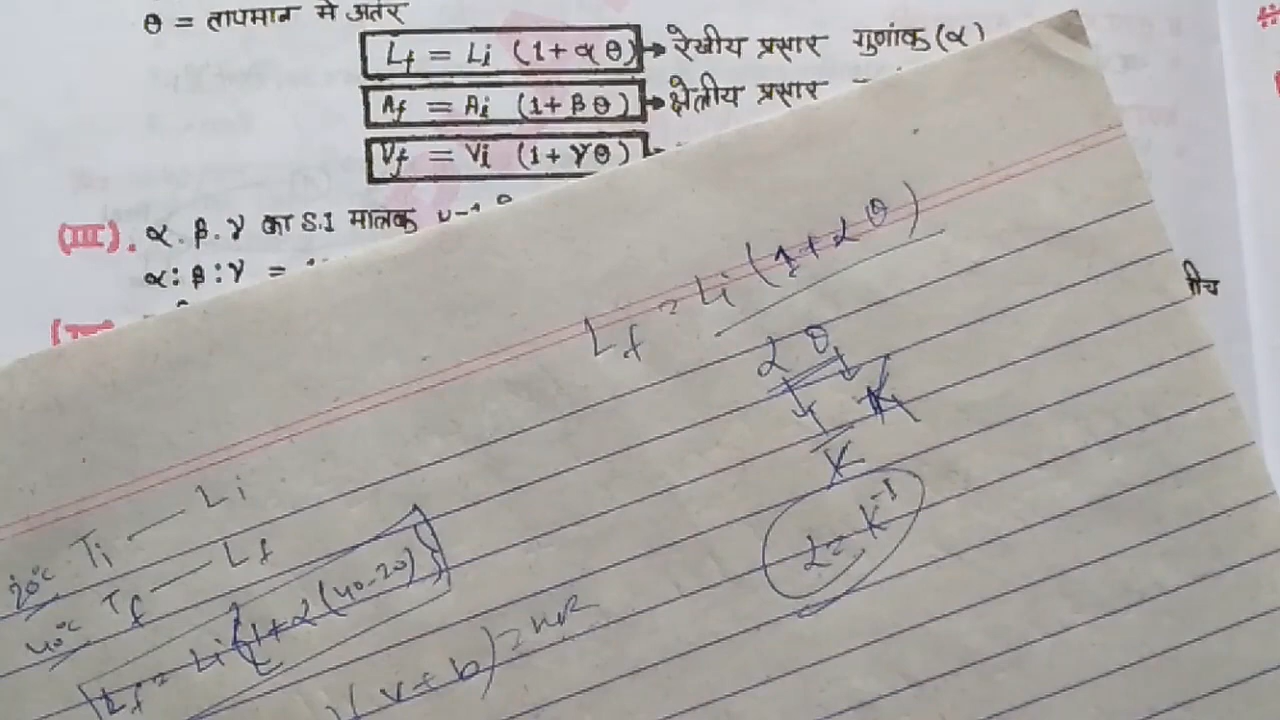 θ = तापमान मे अंतर
Lf = Li (1+αθ) → रेखीय प्रसार गुणांक(α)
Af = Ai (1+βθ) → क्षेत्रीय प्रसार
Vf = Vi (1+γθ)
(III). α. β. γ का S.I मात्रक
α:β:γ =
नीच
Lf = Li (1+αθ)
α θ
K K
α = K⁻¹
20°C Ti — Li
40°C Tf — Lf
Lf = Li {1+α(40-20)}
(V+b) = nR